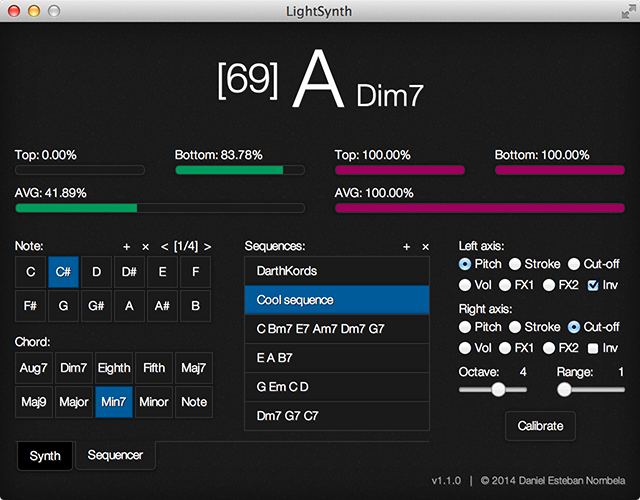 LightSynth
[69] A Dim7
Top: 0.00% Bottom: 83.78% Top: 100.00% Bottom: 100.00%
AVG: 41.89% AVG: 100.00%
Note: + × < [1/4] >
C C# D D# E F
F# G G# A A# B
Chord:
Aug7 Dim7 Eighth Fifth Maj7
Maj9 Major Min7 Minor Note
Sequences: + ×
DarthKords
Cool sequence
C Bm7 E7 Am7 Dm7 G7
E A B7
G Em C D
Dm7 G7 C7
Left axis:
Pitch Stroke Cut-off
Vol FX1 FX2 Inv
Right axis:
Pitch Stroke Cut-off
Vol FX1 FX2 Inv
Octave: 4 Range: 1
Calibrate
Synth Sequencer
v1.1.0 | © 2014 Daniel Esteban Nombela